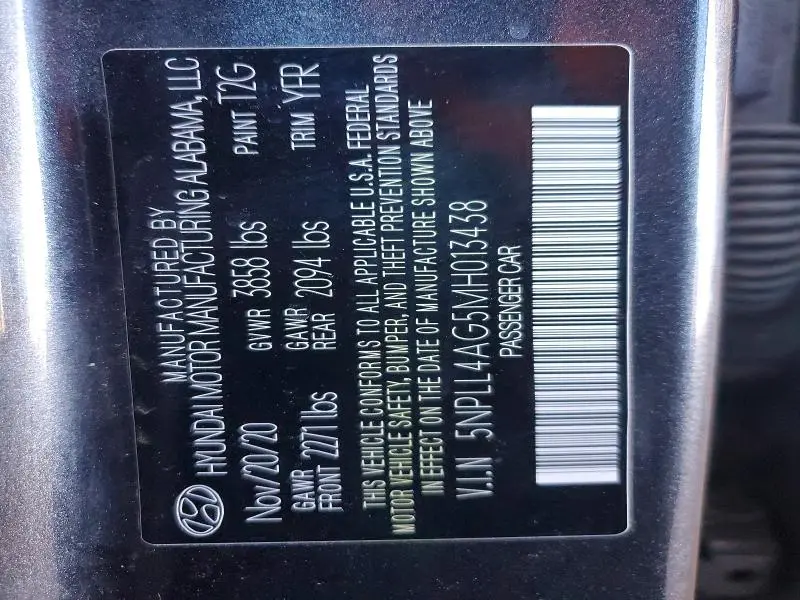 MANUFACTURED BY
HYUNDAI MOTOR MANUFACTURING ALABAMA, LLC
Nov/20/20 GVWR 3858 lbs PAINT T2G
GAWR FRONT 2271 lbs GAWR REAR 2094 lbs TRIM YFR
THIS VEHICLE CONFORMS TO ALL APPLICABLE U.S.A. FEDERAL
MOTOR VEHICLE SAFETY, BUMPER, AND THEFT PREVENTION STANDARDS
IN EFFECT ON THE DATE OF MANUFACTURE SHOWN ABOVE
V.I.N 5NPLL4AG5MH013438
PASSENGER CAR